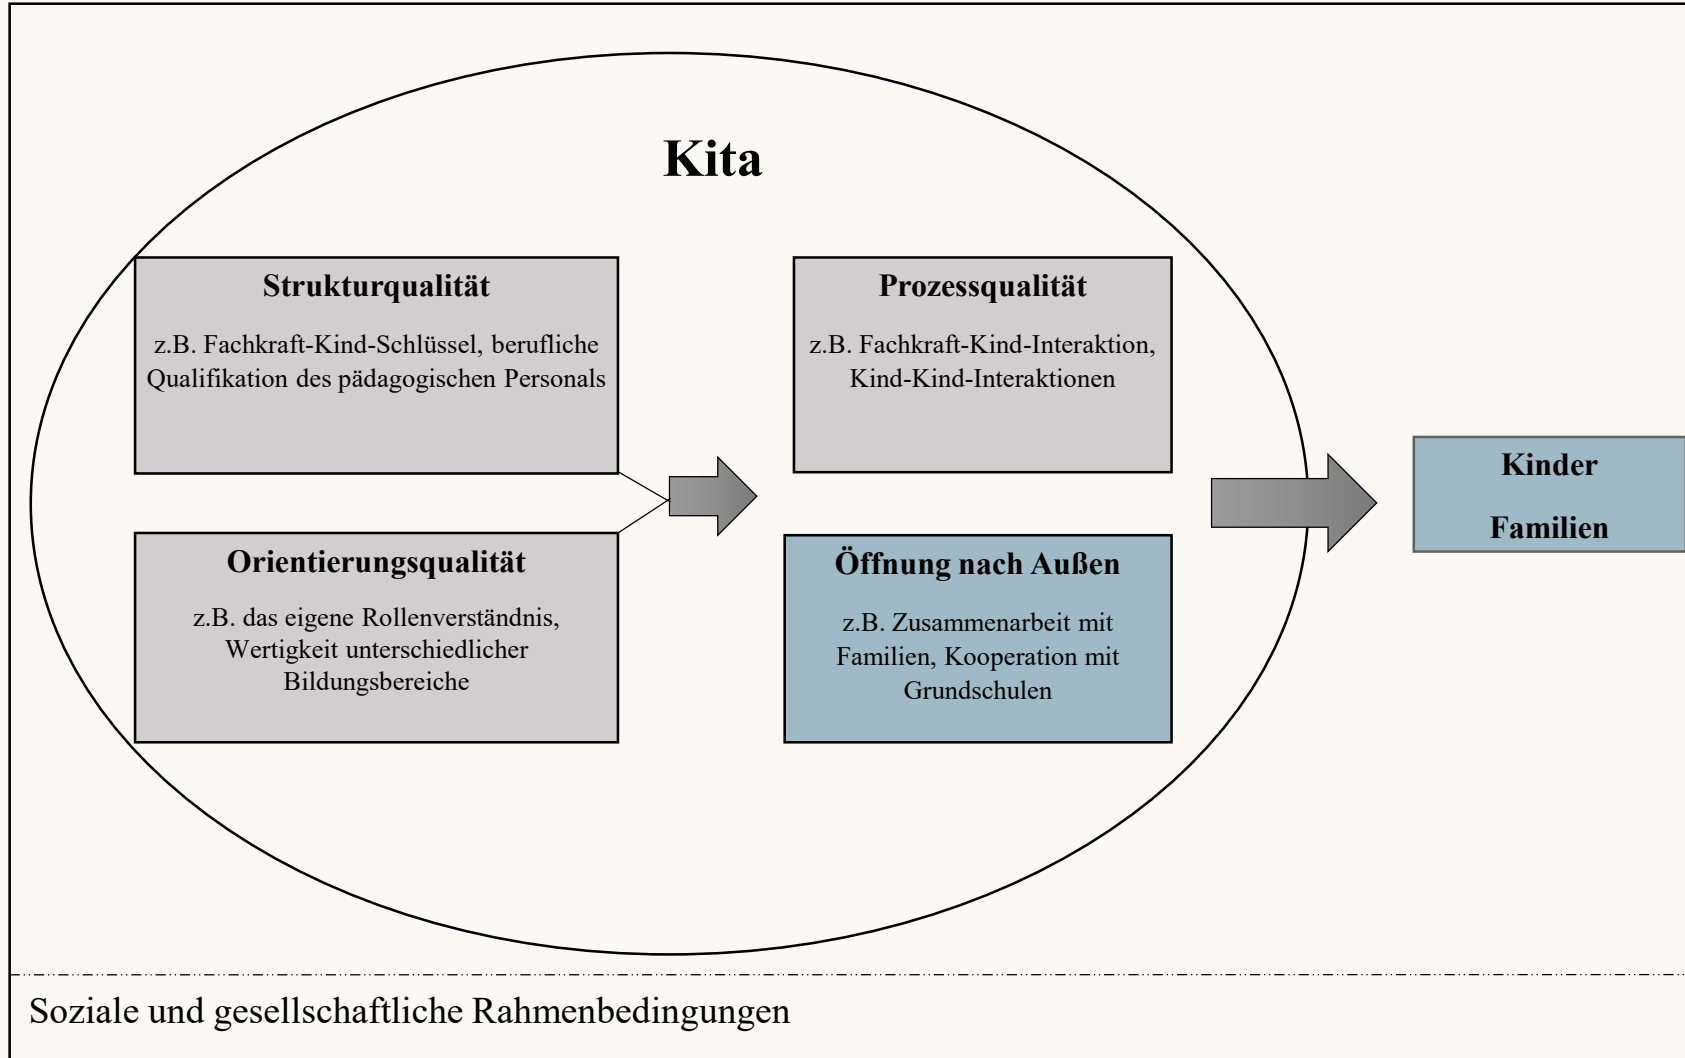 Kita
Strukturqualität
z.B. Fachkraft-Kind-Schlüssel, berufliche
Qualifikation des pädagogischen Personals
Prozessqualität
z.B. Fachkraft-Kind-Interaktion,
Kind-Kind-Interaktionen
Orientierungsqualität
z.B. das eigene Rollenverständnis,
Wertigkeit unterschiedlicher
Bildungsbereiche
Öffnung nach Außen
z.B. Zusammenarbeit mit
Familien, Kooperation mit
Grundschulen
Kinder
Familien
Soziale und gesellschaftliche Rahmenbedingungen